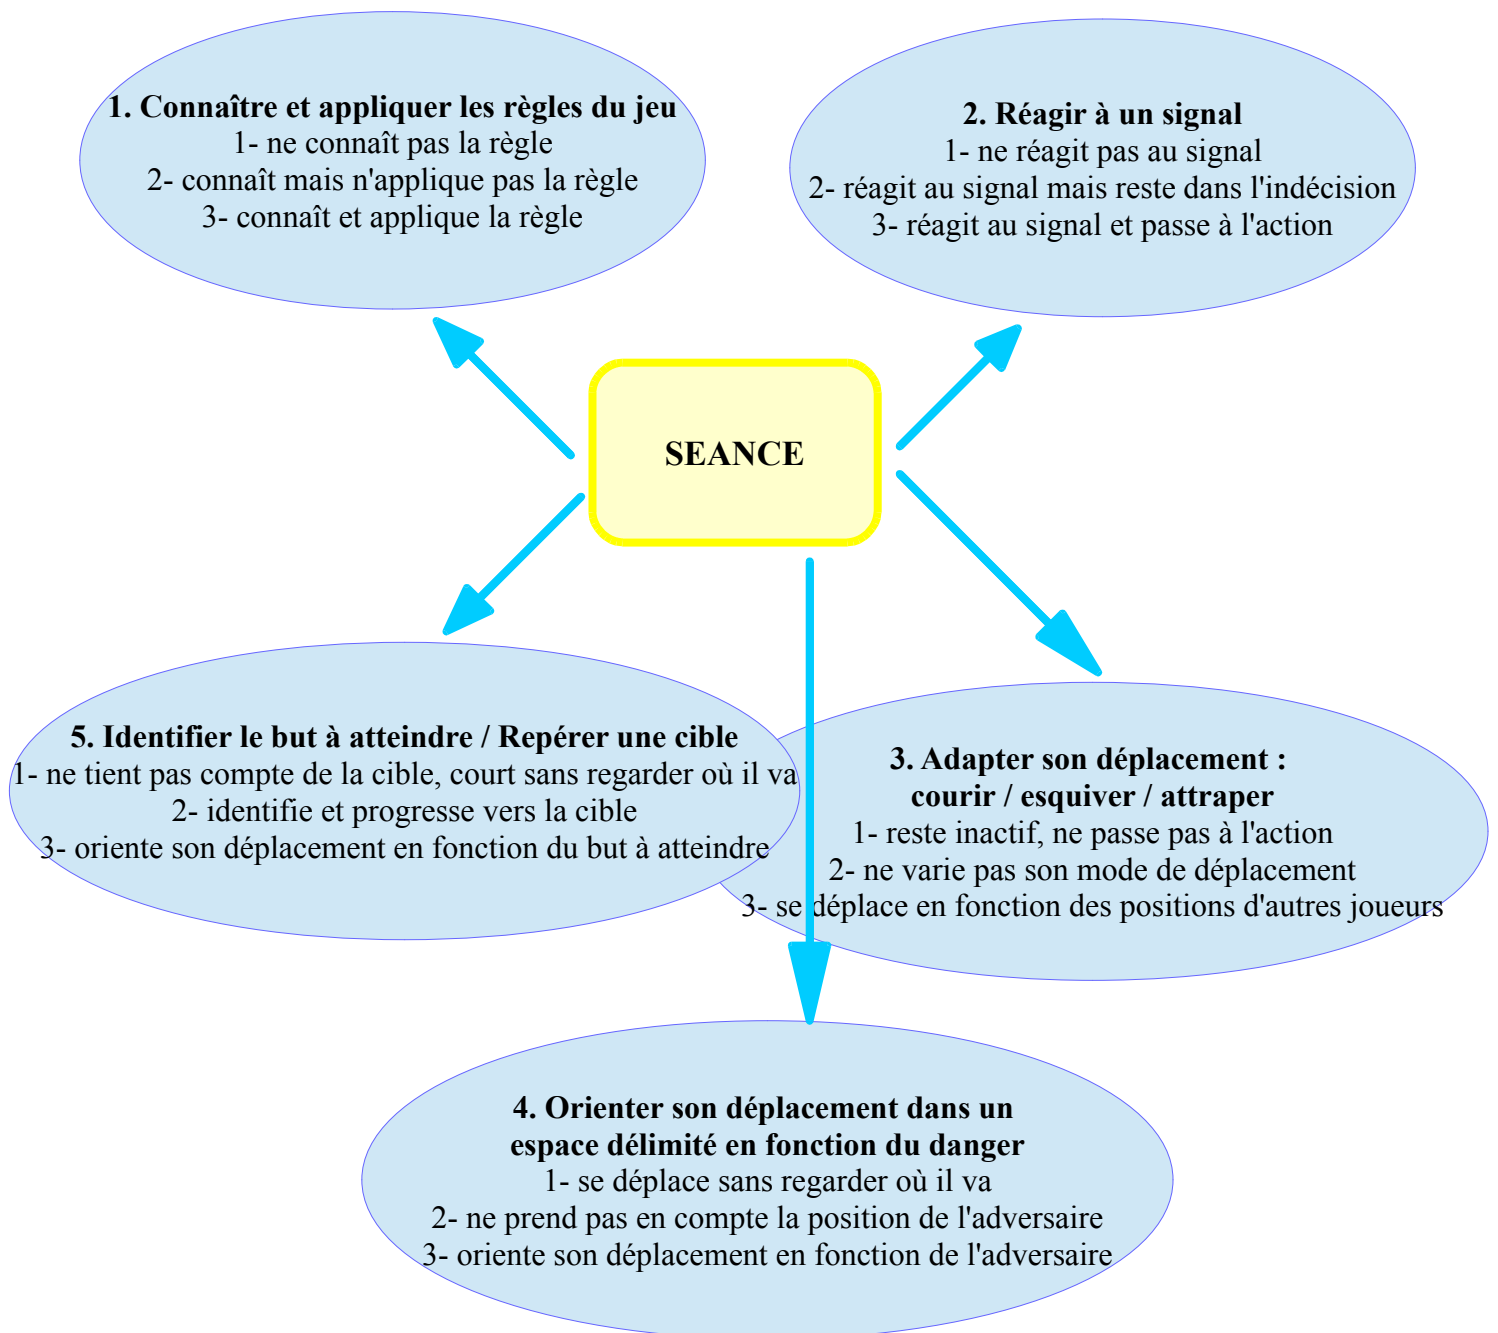 1. Connaître et appliquer les règles du jeu
1- ne connaît pas la règle
2- connaît mais n'applique pas la règle
3- connaît et applique la règle
2. Réagir à un signal
1- ne réagit pas au signal
2- réagit au signal mais reste dans l'indécision
3- réagit au signal et passe à l'action
SEANCE
5. Identifier le but à atteindre / Repérer une cible
1- ne tient pas compte de la cible, court sans regarder où il va
2- identifie et progresse vers la cible
3- oriente son déplacement en fonction du but à atteindre
3. Adapter son déplacement :
courir / esquiver / attraper
1- reste inactif, ne passe pas à l'action
2- ne varie pas son mode de déplacement
3- se déplace en fonction des positions d'autres joueurs
4. Orienter son déplacement dans un
espace délimité en fonction du danger
1- se déplace sans regarder où il va
2- ne prend pas en compte la position de l'adversaire
3- oriente son déplacement en fonction de l'adversaire